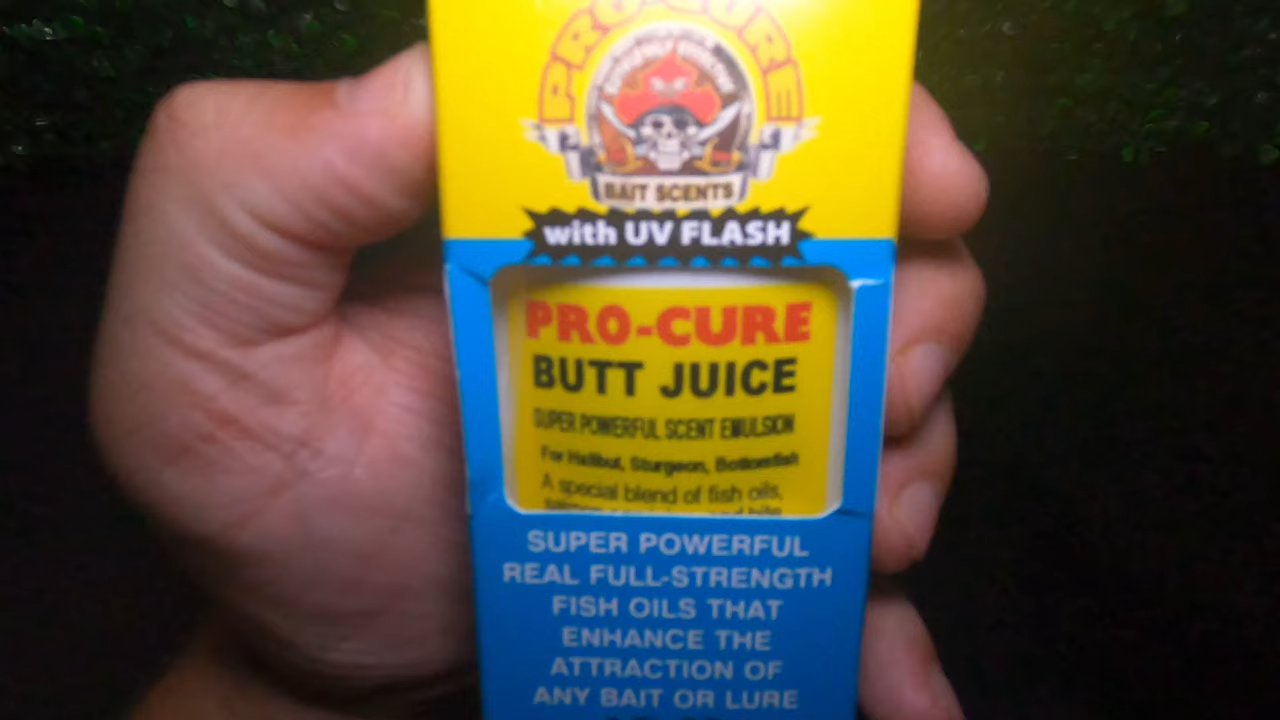 PRO-CURE
BAIT SCENTS
with UV FLASH
PRO-CURE
BUTT JUICE
SUPER POWERFUL SCENT EMULSION
For Halibut, Sturgeon, Bottomfish
A special blend of fish oils,
SUPER POWERFUL
REAL FULL-STRENGTH
FISH OILS THAT
ENHANCE THE
ATTRACTION OF
ANY BAIT OR LURE